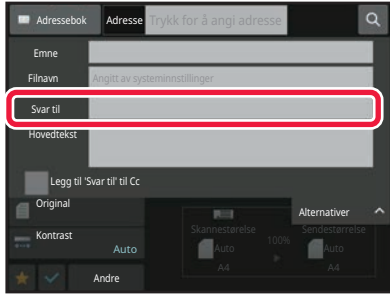 Adressebok Adresse Trykk for å angi adresse
Emne
Filnavn Angitt av systeminnstillinger
Svar til
Hovedtekst
Legg til 'Svar til' til Cc
Original
Alternativer
Skannestørelse Sendestørrelse
Kontrast
Auto 100% Auto
Auto
A4 A4
Andre